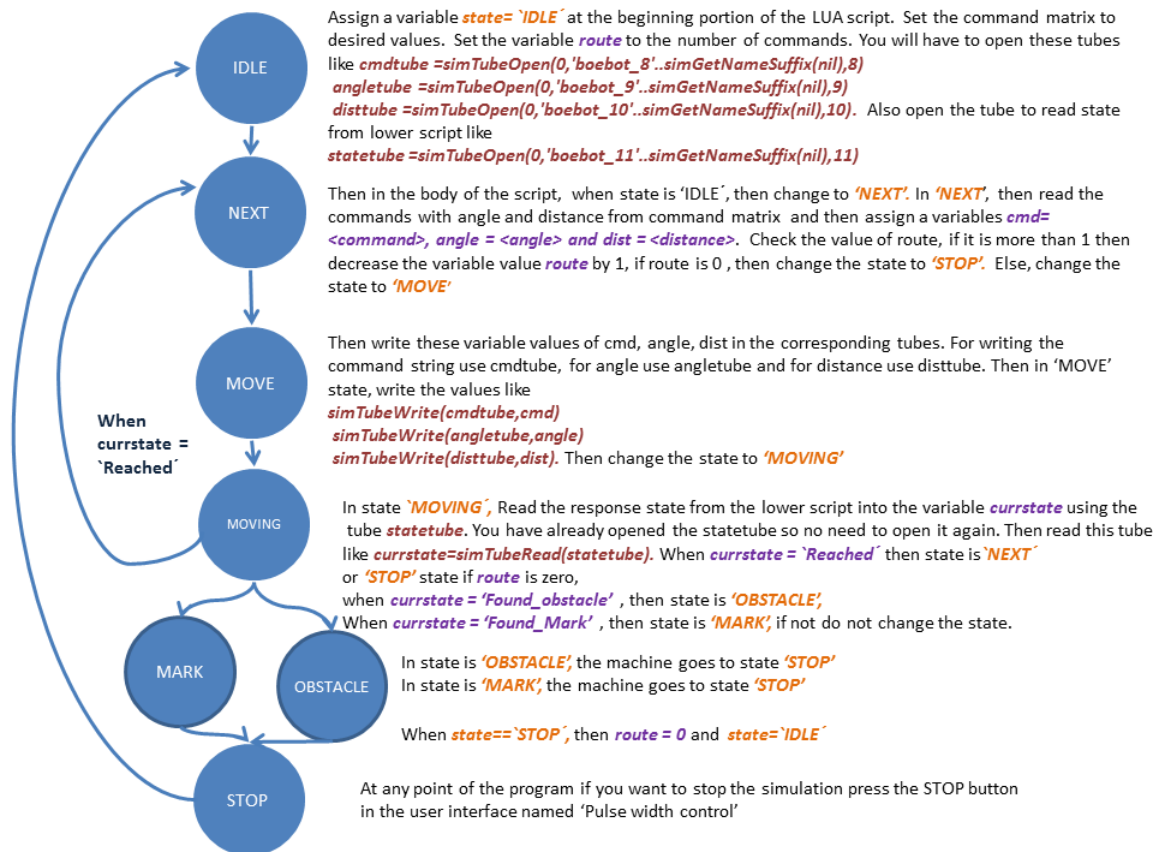 IDLE
Assign a variable state= `IDLE´ at the beginning portion of the LUA script.  Set the command matrix to
desired values.  Set the variable route to the number of commands. You will have to open these tubes
like cmdtube =simTubeOpen(0,'boebot_8'..simGetNameSuffix(nil),8)
angletube =simTubeOpen(0,'boebot_9'..simGetNameSuffix(nil),9)
disttube =simTubeOpen(0,'boebot_10'..simGetNameSuffix(nil),10).  Also open the tube to read state
from lower script like
statetube =simTubeOpen(0,'boebot_11'..simGetNameSuffix(nil),11)
NEXT
Then in the body of the script,  when state is ‘IDLE´, then change to ‘NEXT’. In ‘NEXT’,  then read the
commands with angle and distance from command matrix  and then assign a variables cmd=
<command>, angle = <angle> and dist = <distance>.  Check the value of route, if it is more than 1 then
decrease the variable value route by 1, if route is 0 , then change the state to ‘STOP’.  Else, change the
state to ‘MOVE’
MOVE
Then write these variable values of cmd, angle, dist in the corresponding tubes. For writing the
command string use cmdtube, for angle use angletube and for distance use disttube. Then in ‘MOVE’
state, write the values like
simTubeWrite(cmdtube,cmd)
simTubeWrite(angletube,angle)
simTubeWrite(disttube,dist). Then change the state to ‘MOVING’
When
currstate =
`Reached´
MOVING
In state `MOVING´, Read the response state from the lower script into the variable currstate using the
tube statetube. You have already opened the statetube so no need to open it again. Then read this tube
like currstate=simTubeRead(statetube). When currstate = `Reached´ then state is `NEXT´
or ‘STOP’ state if route is zero,
when currstate = ‘Found_obstacle’ , then state is ‘OBSTACLE’,
When currstate = ‘Found_Mark’ , then state is ‘MARK’, if not do not change the state.
MARK
OBSTACLE
In state is ‘OBSTACLE’, the machine goes to state ‘STOP’
In state is ‘MARK’, the machine goes to state ‘STOP’
When state==`STOP´, then route = 0 and state=`IDLE´
STOP
At any point of the program if you want to stop the simulation press the STOP button
in the user interface named ‘Pulse width control’